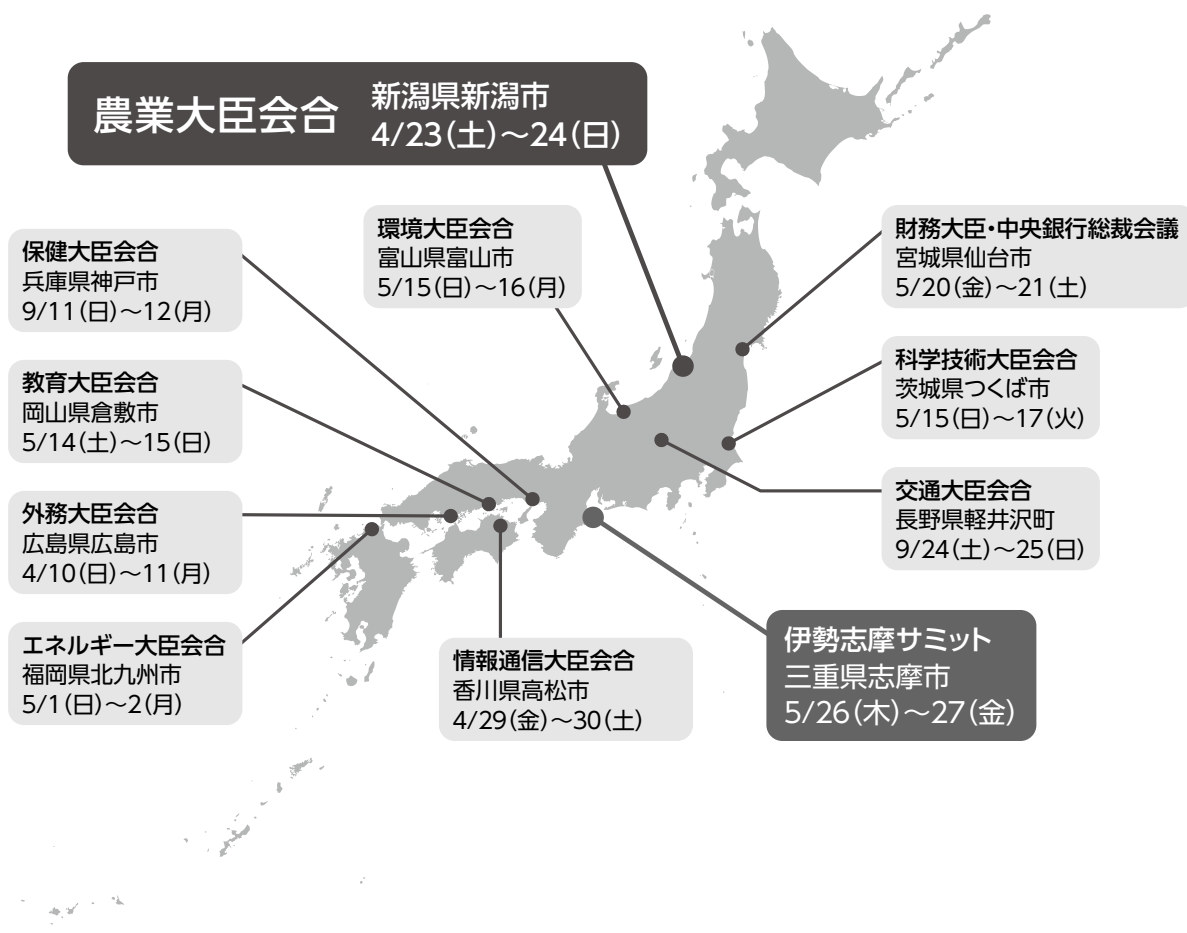 農業大臣会合
新潟県新潟市
4/23(土)～24(日)
保健大臣会合
兵庫県神戸市
9/11(日)～12(月)
環境大臣会合
富山県富山市
5/15(日)～16(月)
財務大臣・中央銀行総裁会議
宮城県仙台市
5/20(金)～21(土)
教育大臣会合
岡山県倉敷市
5/14(土)～15(日)
科学技術大臣会合
茨城県つくば市
5/15(日)～17(火)
外務大臣会合
広島県広島市
4/10(日)～11(月)
交通大臣会合
長野県軽井沢町
9/24(土)～25(日)
エネルギー大臣会合
福岡県北九州市
5/1(日)～2(月)
情報通信大臣会合
香川県高松市
4/29(金)～30(土)
伊勢志摩サミット
三重県志摩市
5/26(木)～27(金)